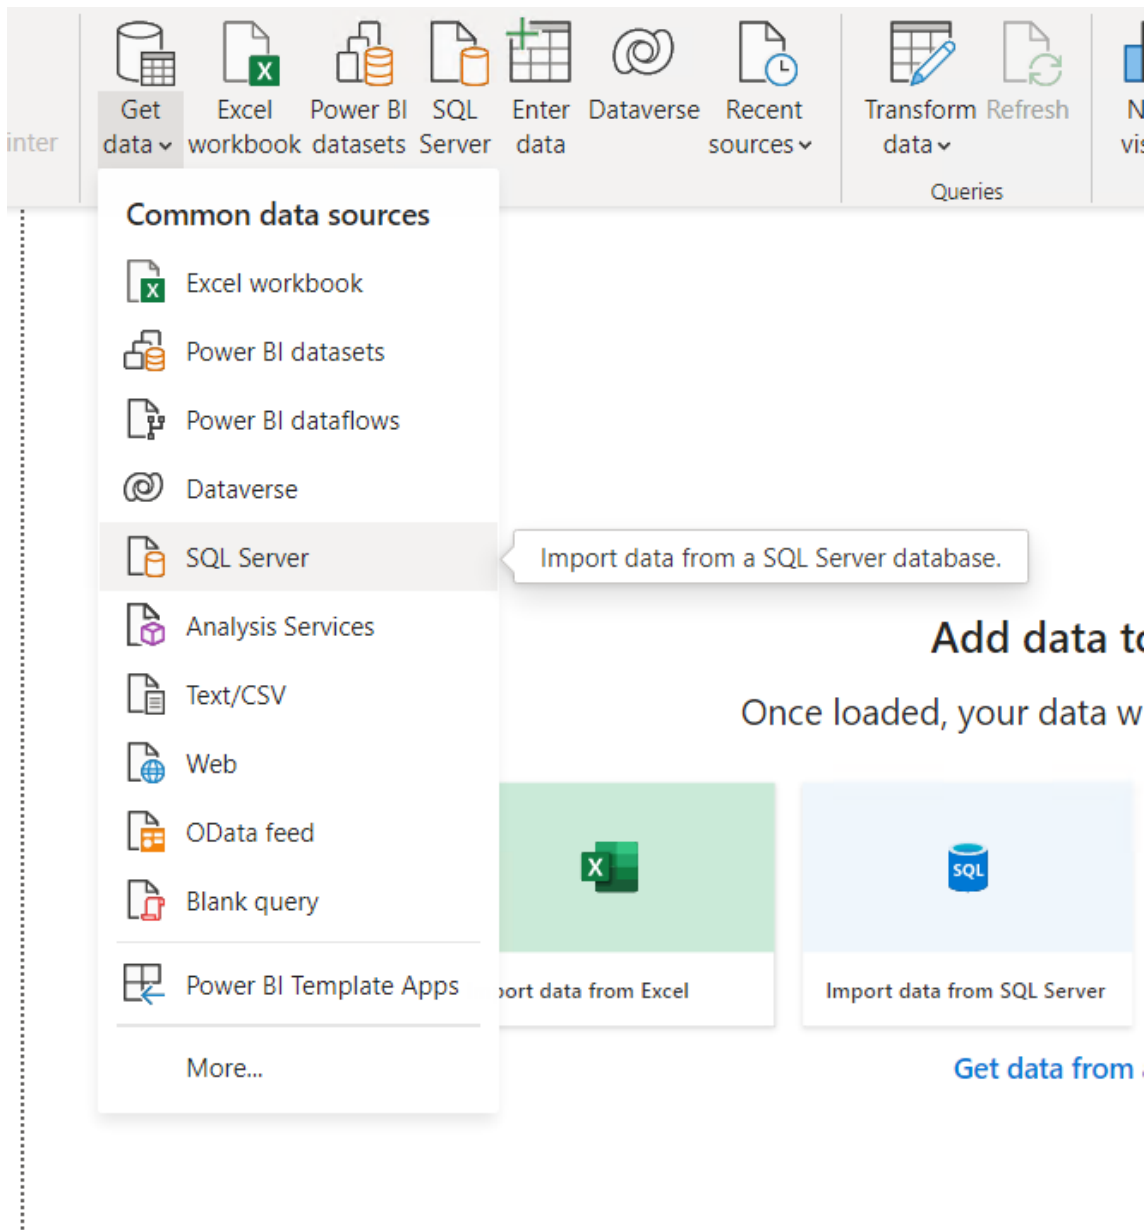 inter
Get data
Excel workbook
Power BI datasets
SQL Server
Enter data
Dataverse
Recent sources
Transform data
Refresh
Queries
Common data sources
Excel workbook
Power BI datasets
Power BI dataflows
Dataverse
SQL Server
Import data from a SQL Server database.
Analysis Services
Text/CSV
Web
OData feed
Blank query
Power BI Template Apps
More...
Add data to
Once loaded, your data w
SQL
ort data from Excel
Import data from SQL Server
Get data from